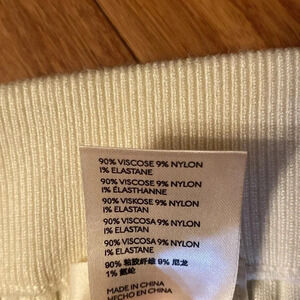 90% VISCOSE 9% NYLON
1% ELASTANE
90% VISCOSE 9% NYLON
1% ELASTHANNE
90% VISKOSE 9% NYLON
1% ELASTAN
90% VISCOSA 9% NYLON
1% ELASTAN
90% VISCOSA 9% NYLON
1% ELASTANE
90% 粘胶纤维 9% 尼龙
1% 氨纶
MADE IN CHINA
HECHO EN CHINA